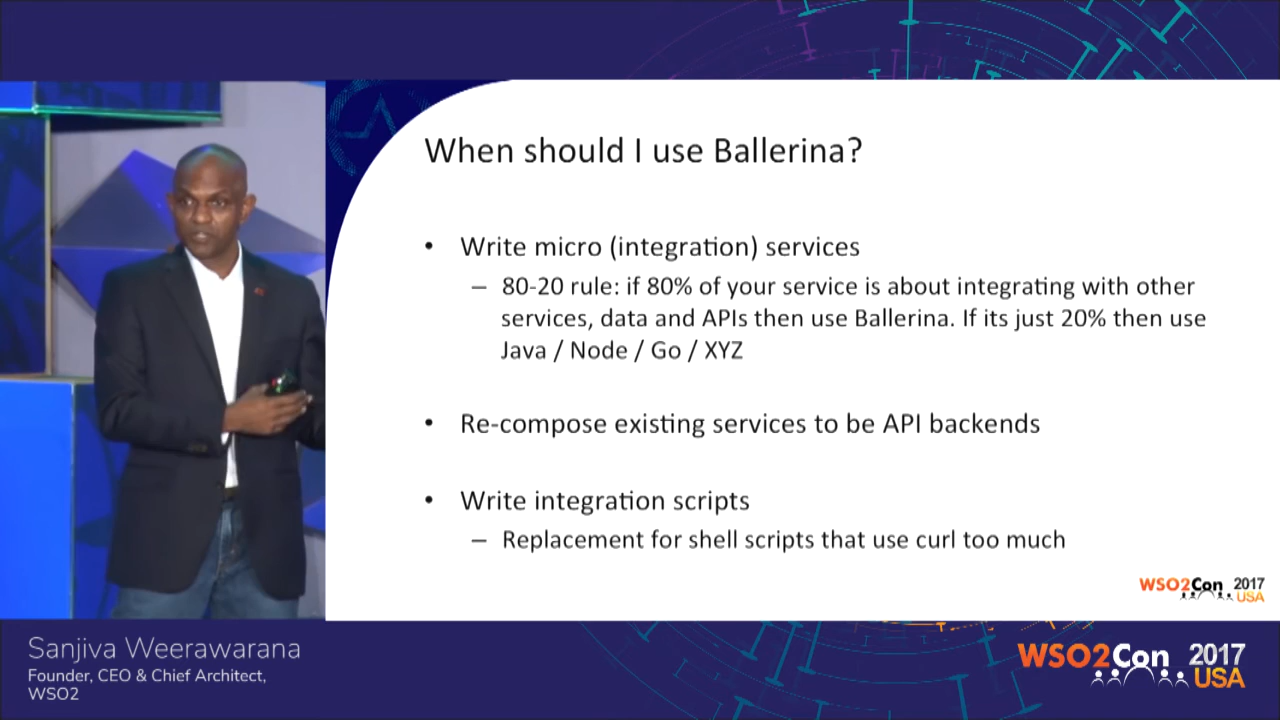 When should I use Ballerina?
• Write micro (integration) services
– 80-20 rule: if 80% of your service is about integrating with other
services, data and APIs then use Ballerina. If its just 20% then use
Java / Node / Go / XYZ
• Re-compose existing services to be API backends
• Write integration scripts
– Replacement for shell scripts that use curl too much
WSO2Con 2017
USA
Sanjiva Weerawarana
Founder, CEO & Chief Architect,
WSO2
WSO2Con 2017
USA